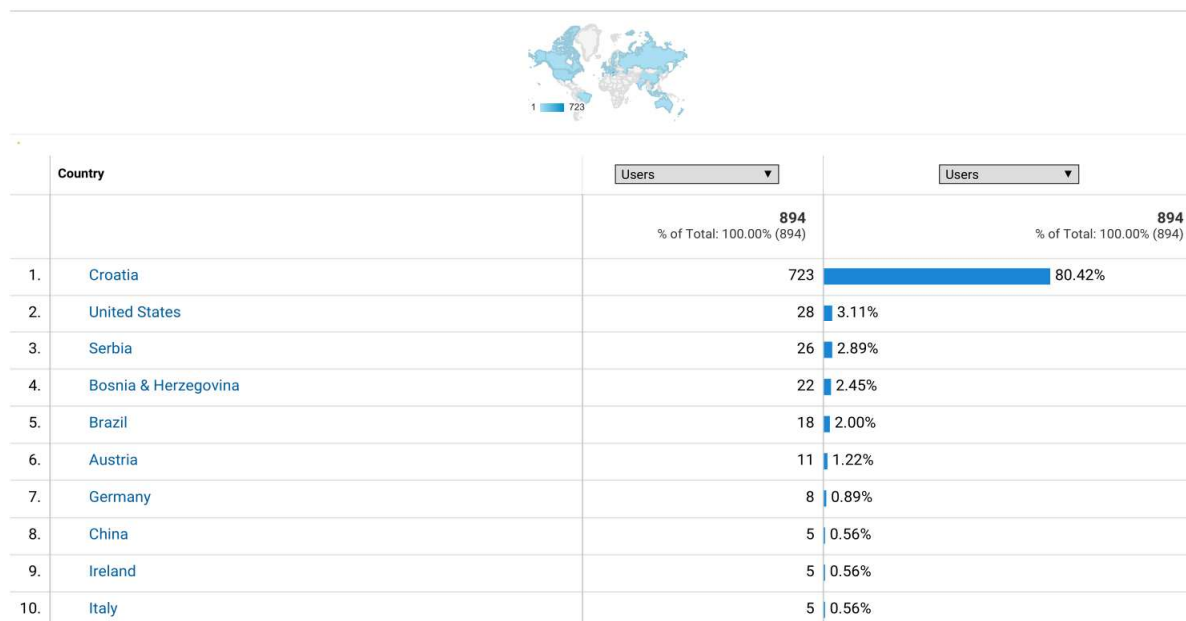 1 723
Country Users ▼ Users ▼
894 894
% of Total: 100.00% (894) % of Total: 100.00% (894)
1. Croatia 723 80.42%
2. United States 28 3.11%
3. Serbia 26 2.89%
4. Bosnia & Herzegovina 22 2.45%
5. Brazil 18 2.00%
6. Austria 11 1.22%
7. Germany 8 0.89%
8. China 5 0.56%
9. Ireland 5 0.56%
10. Italy 5 0.56%